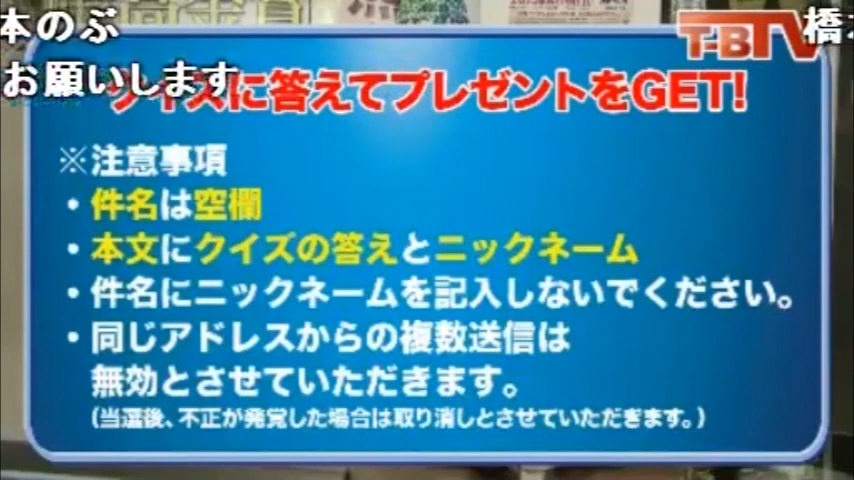 本のぶ
T-BTV
橋本
お願いします
クイズに答えてプレゼントをGET!
※注意事項
・件名は空欄
・本文にクイズの答えとニックネーム
・件名にニックネームを記入しないでください。
・同じアドレスからの複数送信は
無効とさせていただきます。
(当選後、不正が発覚した場合は取り消しとさせていただきます。)